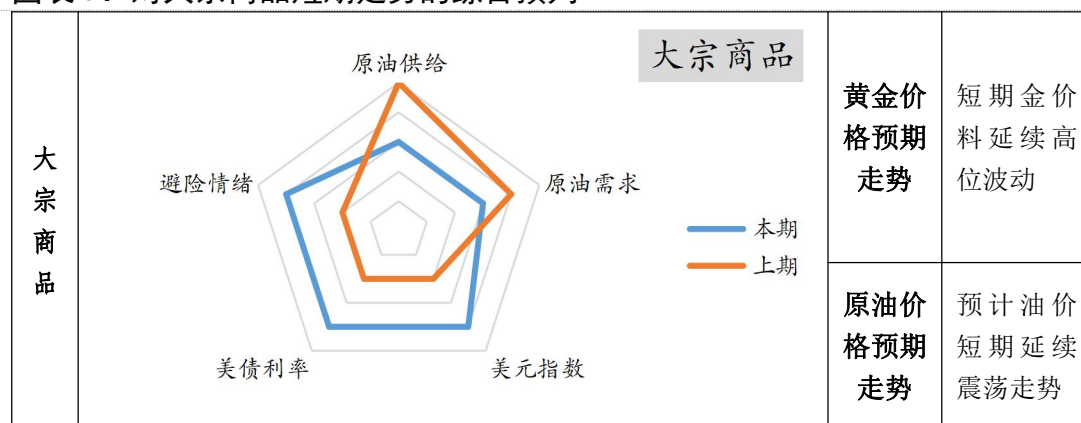 大宗商品
大宗商品
原油供给
原油需求
美元指数
美债利率
避险情绪
本期
上期
黄金价
格预期
走势
短期金价
料延续高
位波动
原油价
格预期
走势
预计油价
短期延续
震荡走势